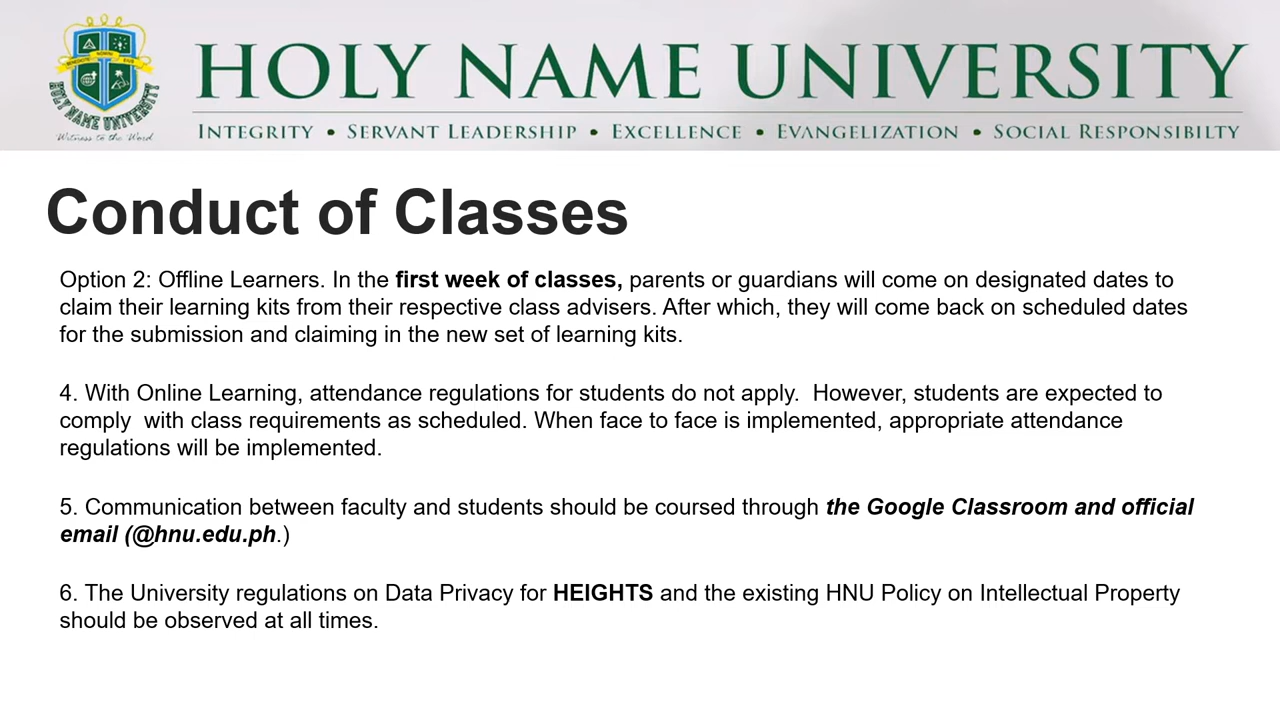 HOLY NAME UNIVERSITY
INTEGRITY • SERVANT LEADERSHIP • EXCELLENCE • EVANGELIZATION • SOCIAL RESPONSIBILTY
HOLY NAME UNIVERSITY
Witness to the Word
Conduct of Classes
Option 2: Offline Learners. In the first week of classes, parents or guardians will come on designated dates to
claim their learning kits from their respective class advisers. After which, they will come back on scheduled dates
for the submission and claiming in the new set of learning kits.
4. With Online Learning, attendance regulations for students do not apply.  However, students are expected to
comply  with class requirements as scheduled. When face to face is implemented, appropriate attendance
regulations will be implemented.
5. Communication between faculty and students should be coursed through the Google Classroom and official
email (@hnu.edu.ph.)
6. The University regulations on Data Privacy for HEIGHTS and the existing HNU Policy on Intellectual Property
should be observed at all times.